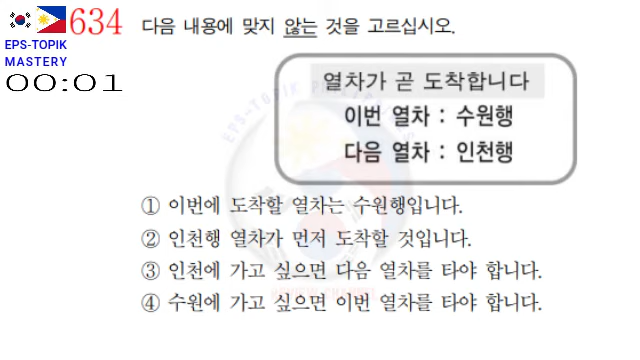 634 다음 내용에 맞지 않는 것을 고르십시오.
EPS-TOPIK
MASTERY
00:01
열차가 곧 도착합니다
이번 열차 : 수원행
다음 열차 : 인천행
① 이번에 도착할 열차는 수원행입니다.
② 인천행 열차가 먼저 도착할 것입니다.
③ 인천에 가고 싶으면 다음 열차를 타야 합니다.
④ 수원에 가고 싶으면 이번 열차를 타야 합니다.